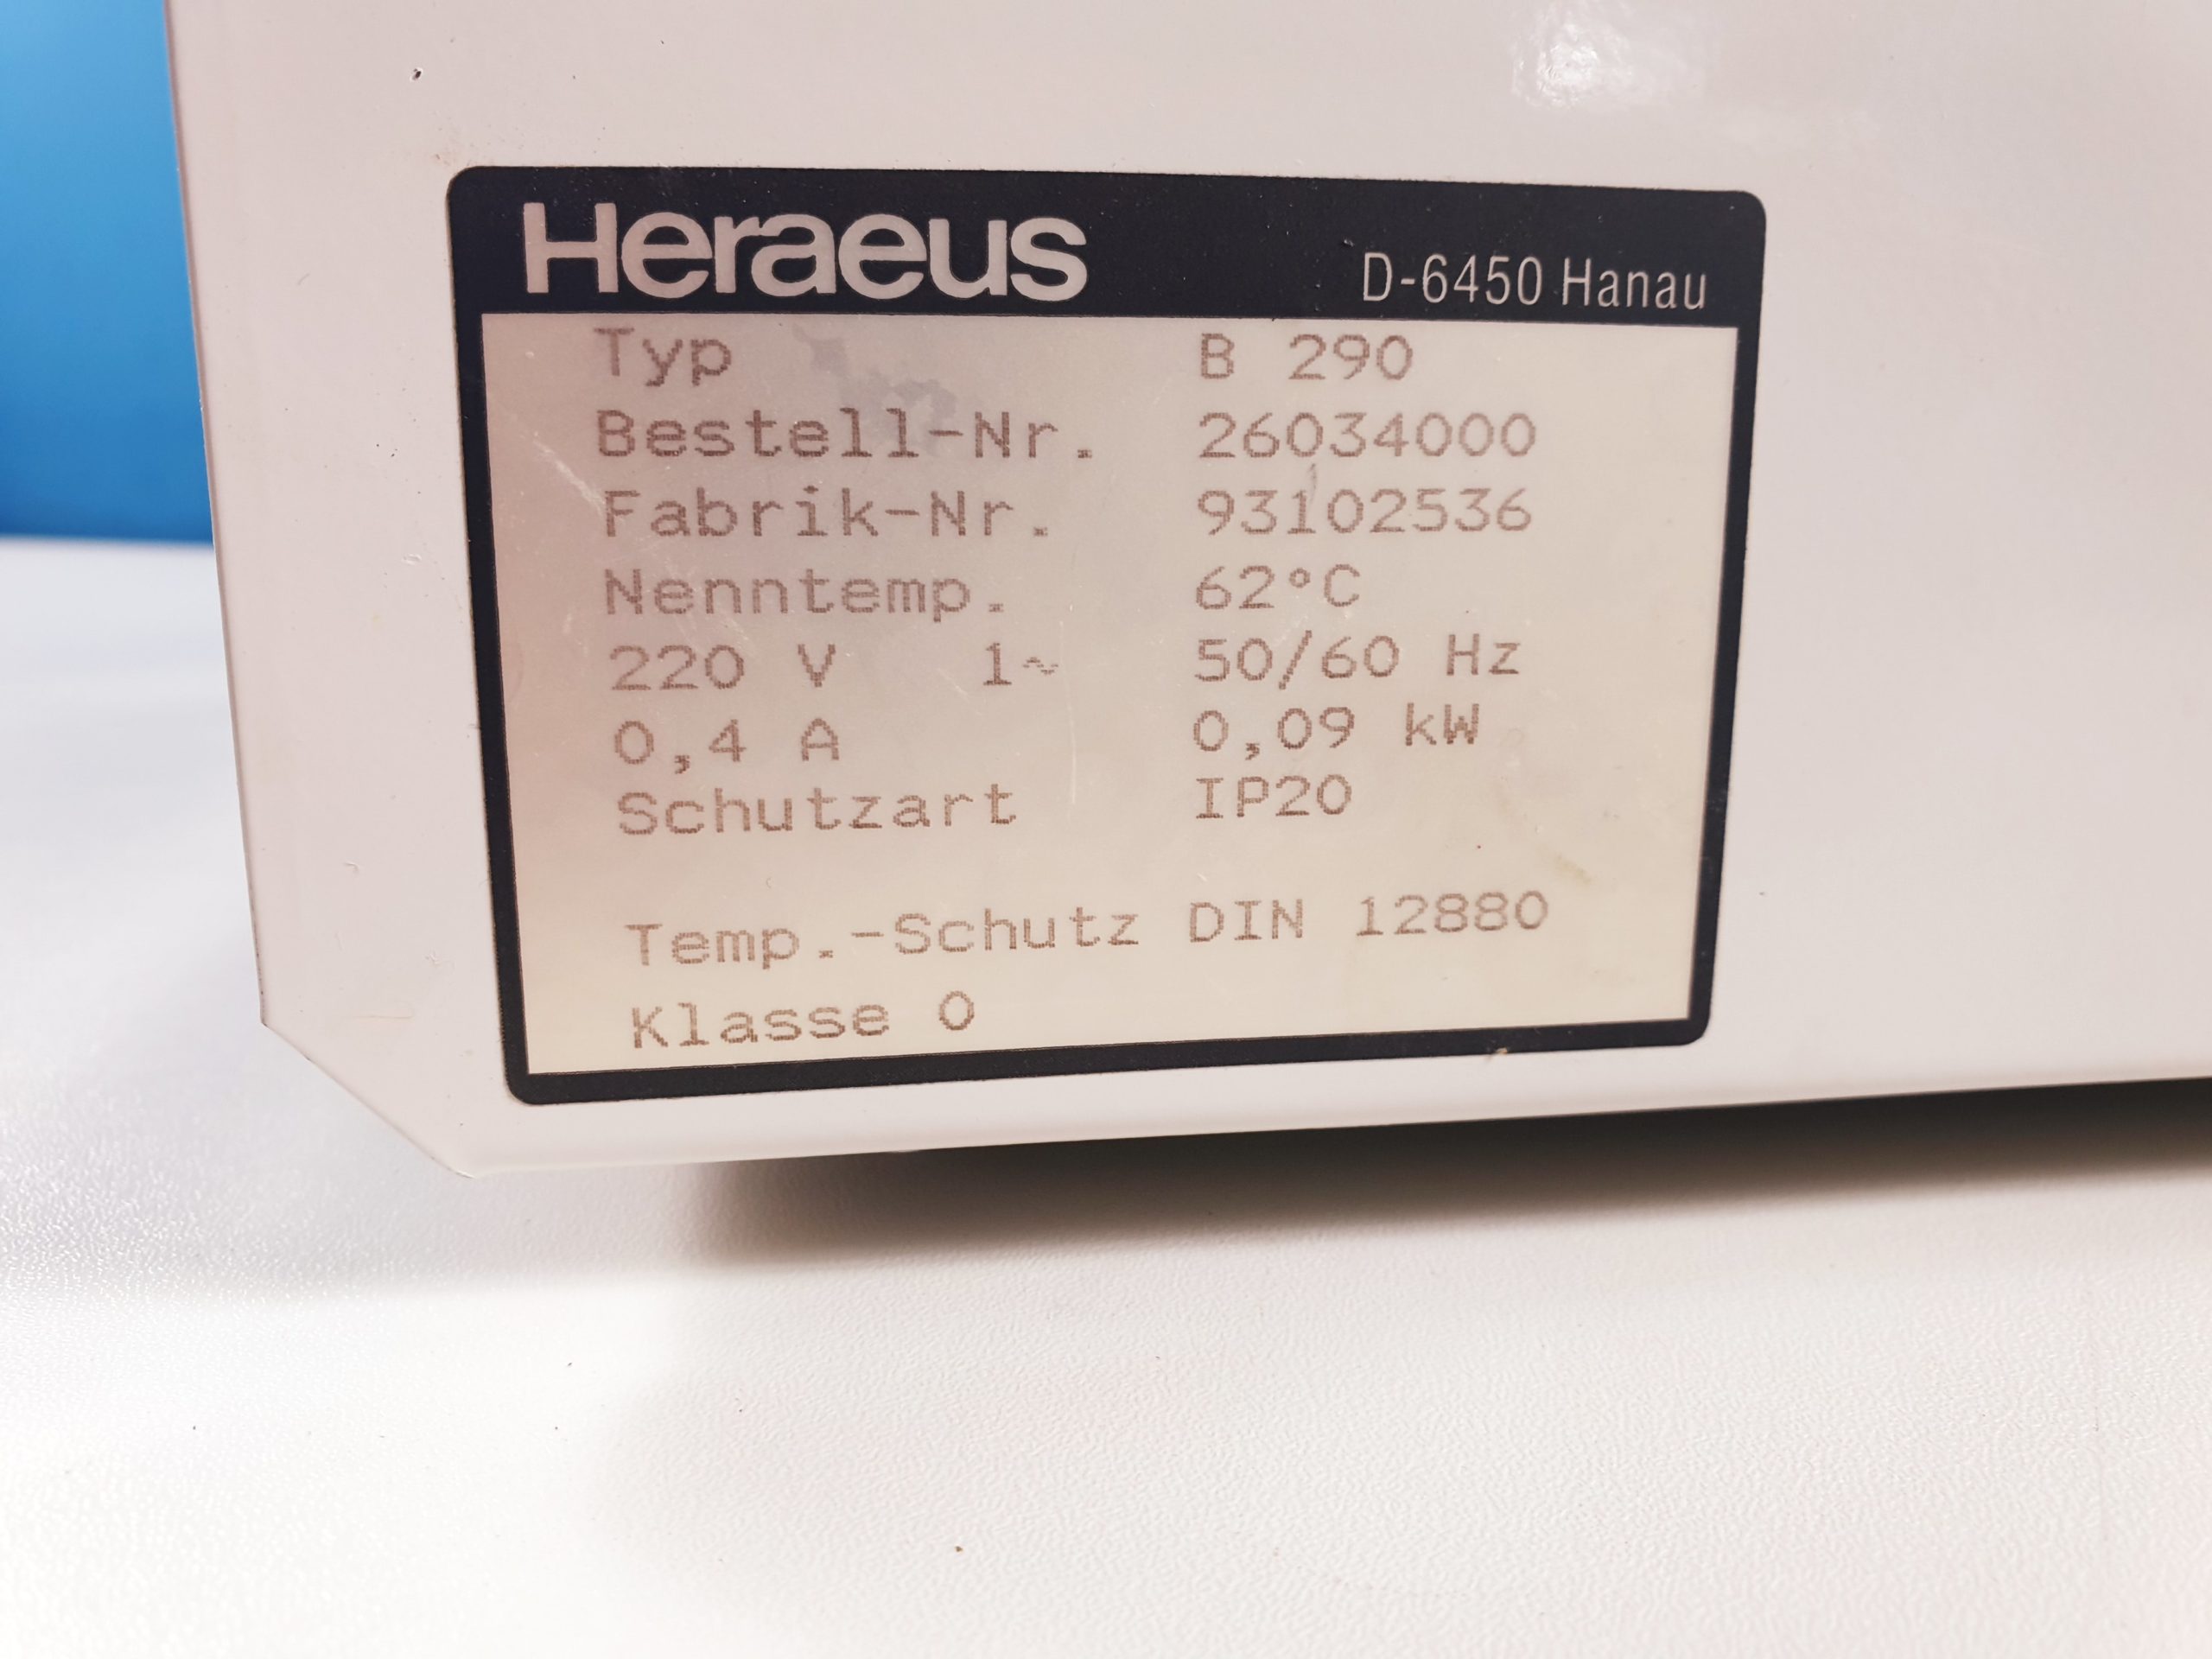 Heraeus D-6450 Hanau
Typ B 290
Bestell-Nr. 26034000
Fabrik-Nr. 93102536
Nenntemp. 62°C
220 V 1~ 50/60 Hz
0,4 A 0,09 kW
Schutzart IP20
Temp.-Schutz DIN 12880
Klasse 0